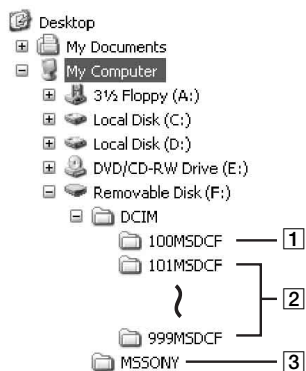 Desktop
My Documents
My Computer
3½ Floppy (A:)
Local Disk (C:)
Local Disk (D:)
DVD/CD-RW Drive (E:)
Removable Disk (F:)
DCIM
100MSDCF 1
101MSDCF
2
999MSDCF
MSSONY 3